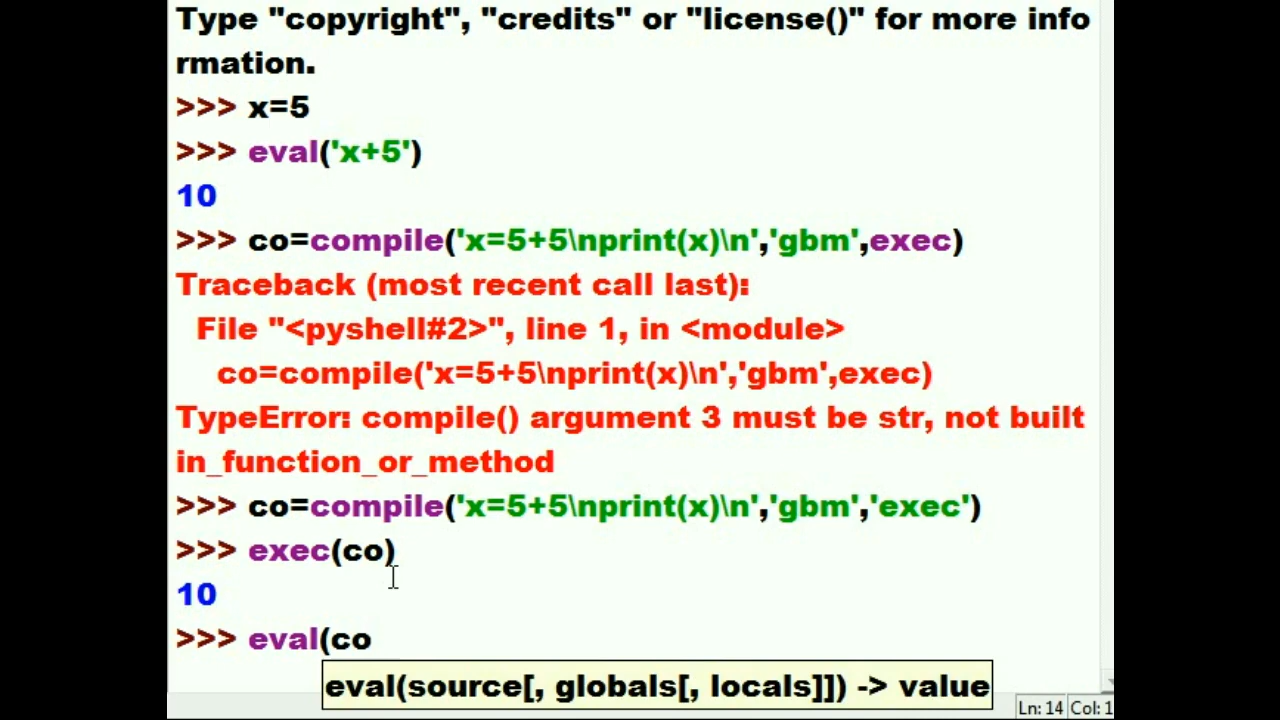 Type "copyright", "credits" or "license()" for more info
rmation.
>>> x=5
>>> eval('x+5')
10
>>> co=compile('x=5+5\nprint(x)\n','gbm',exec)
Traceback (most recent call last):
  File "<pyshell#2>", line 1, in <module>
    co=compile('x=5+5\nprint(x)\n','gbm',exec)
TypeError: compile() argument 3 must be str, not built
in_function_or_method
>>> co=compile('x=5+5\nprint(x)\n','gbm','exec')
>>> exec(co)
10
>>> eval(co
eval(source[, globals[, locals]]) -> value
Ln: 14 Col: 1